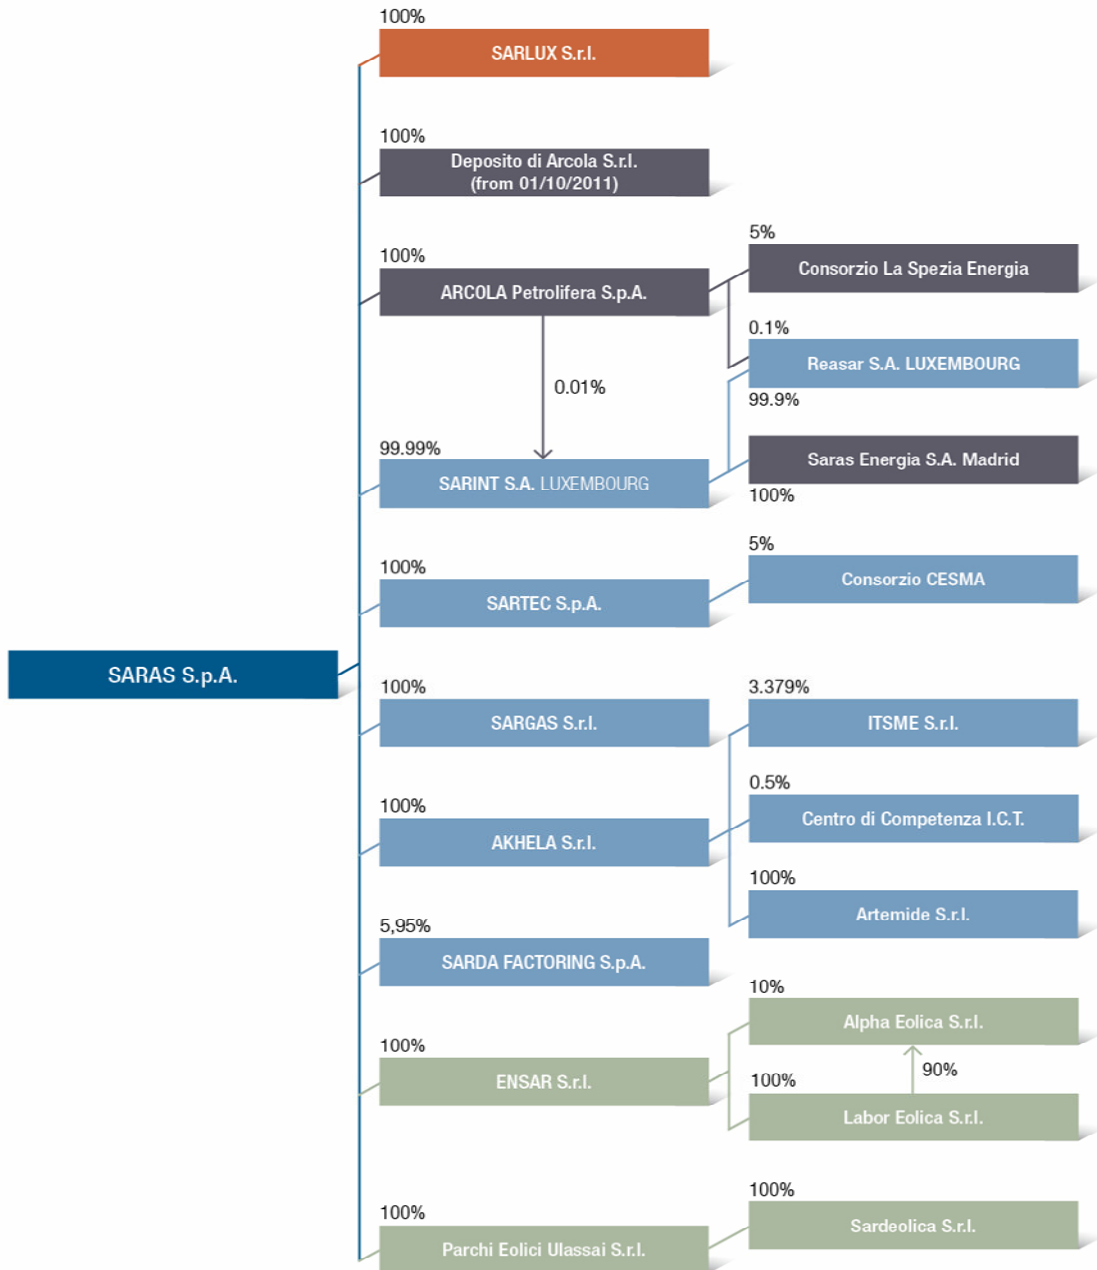 100%
SARLUX S.r.l.
100%
Deposito di Arcola S.r.l.
(from 01/10/2011)
100%
ARCOLA Petrolifera S.p.A.
5%
Consorzio La Spezia Energia
0.1%
Reasar S.A. LUXEMBOURG
99.9%
0.01%
99.99%
SARINT S.A. LUXEMBOURG
Saras Energia S.A. Madrid
100%
100%
SARTEC S.p.A.
5%
Consorzio CESMA
SARAS S.p.A.
100%
SARGAS S.r.l.
3.379%
ITSME S.r.l.
100%
AKHELA S.r.l.
0.5%
Centro di Competenza I.C.T.
100%
Artemide S.r.l.
5,95%
SARDA FACTORING S.p.A.
10%
Alpha Eolica S.r.l.
100%
ENSAR S.r.l.
90%
100%
Labor Eolica S.r.l.
100%
Parchi Eolici Ulassai S.r.l.
100%
Sardeolica S.r.l.